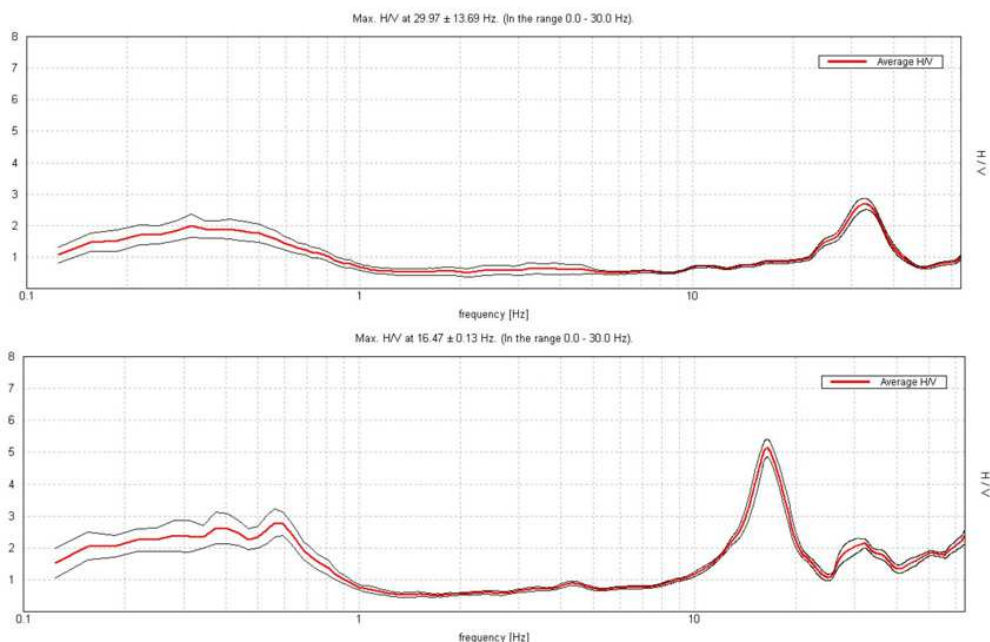 Max. H/V at 29.97 ± 13.69 Hz. (In the range 0.0 - 30.0 Hz).
8
Average H/V
7
6
5
4
3
2
1
H / V
0.1 1 10
frequency [Hz]
Max. H/V at 16.47 ± 0.13 Hz. (In the range 0.0 - 30.0 Hz).
8
Average H/V
7
6
5
4
3
2
1
H / V
0.1 1 10
frequency [Hz]